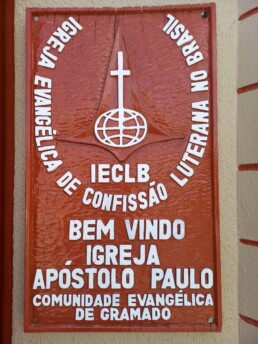 IGREJA EVANGÉLICA DE CONFISSÃO LUTERANA NO BRASIL
IECLB
BEM VINDO
IGREJA
APÓSTOLO PAULO
COMUNIDADE EVANGÉLICA
DE GRAMADO